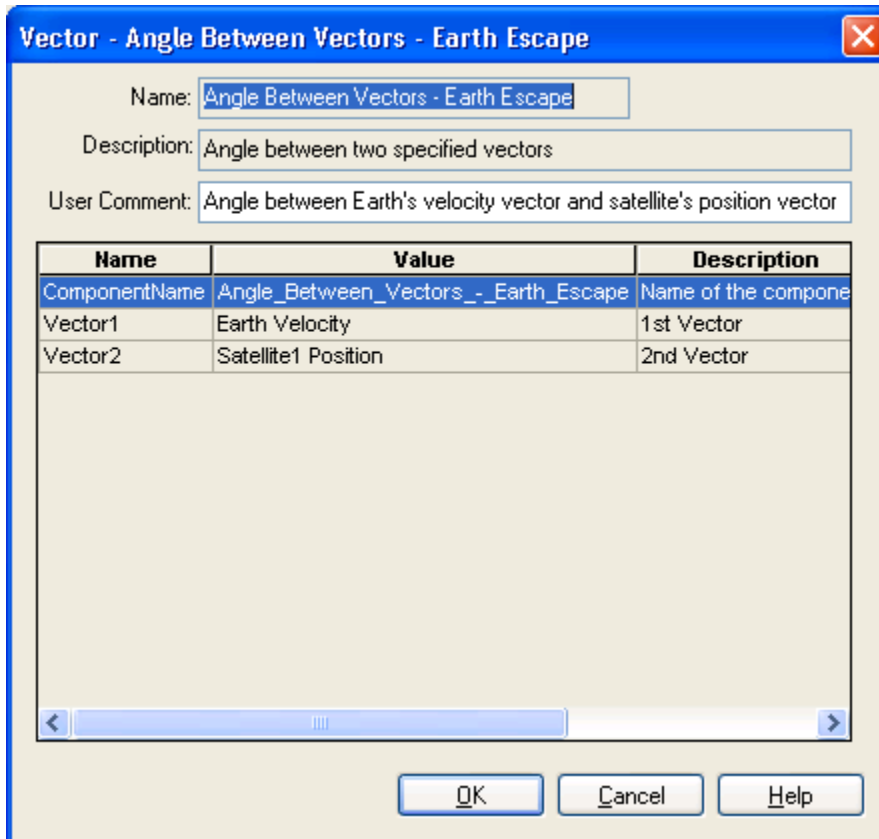 Vector - Angle Between Vectors - Earth Escape
Name: Angle Between Vectors - Earth Escape
Description: Angle between two specified vectors
User Comment: Angle between Earth's velocity vector and satellite's position vector
Name Value Description
ComponentName Angle_Between_Vectors_-_Earth_Escape Name of the compone
Vector1 Earth Velocity 1st Vector
Vector2 Satellite1 Position 2nd Vector
OK Cancel Help